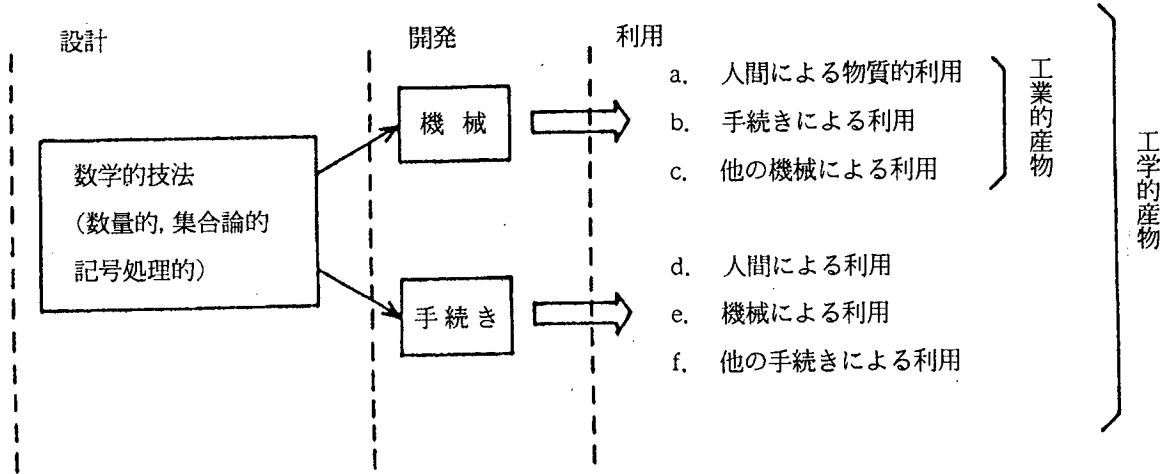 設計
開発
利用
数学的技法
（数量的, 集合論的
記号処理的）
機械
手続き
a. 人間による物質的利用
b. 手続きによる利用
c. 他の機械による利用
d. 人間による利用
e. 機械による利用
f. 他の手続きによる利用
工業的産物
工学的産物